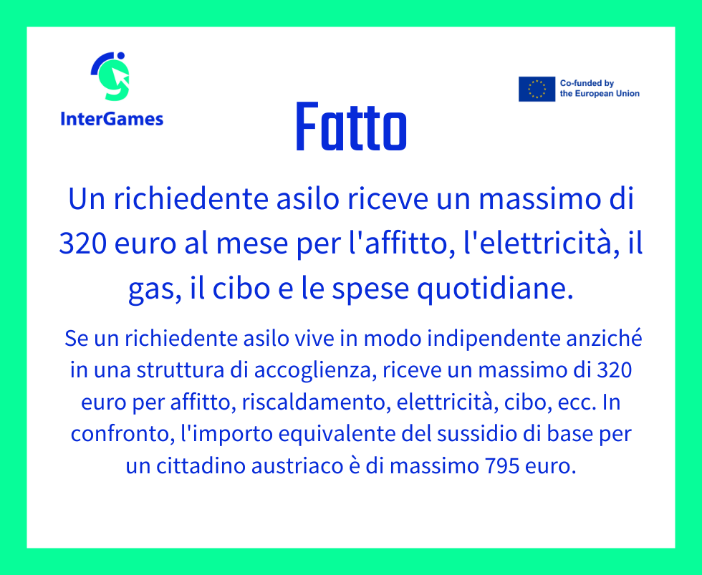 InterGames
Co-funded by
the European Union
Fatto
Un richiedente asilo riceve un massimo di
320 euro al mese per l'affitto, l'elettricità, il
gas, il cibo e le spese quotidiane.
Se un richiedente asilo vive in modo indipendente anziché
in una struttura di accoglienza, riceve un massimo di 320
euro per affitto, riscaldamento, elettricità, cibo, ecc. In
confronto, l'importo equivalente del sussidio di base per
un cittadino austriaco è di massimo 795 euro.